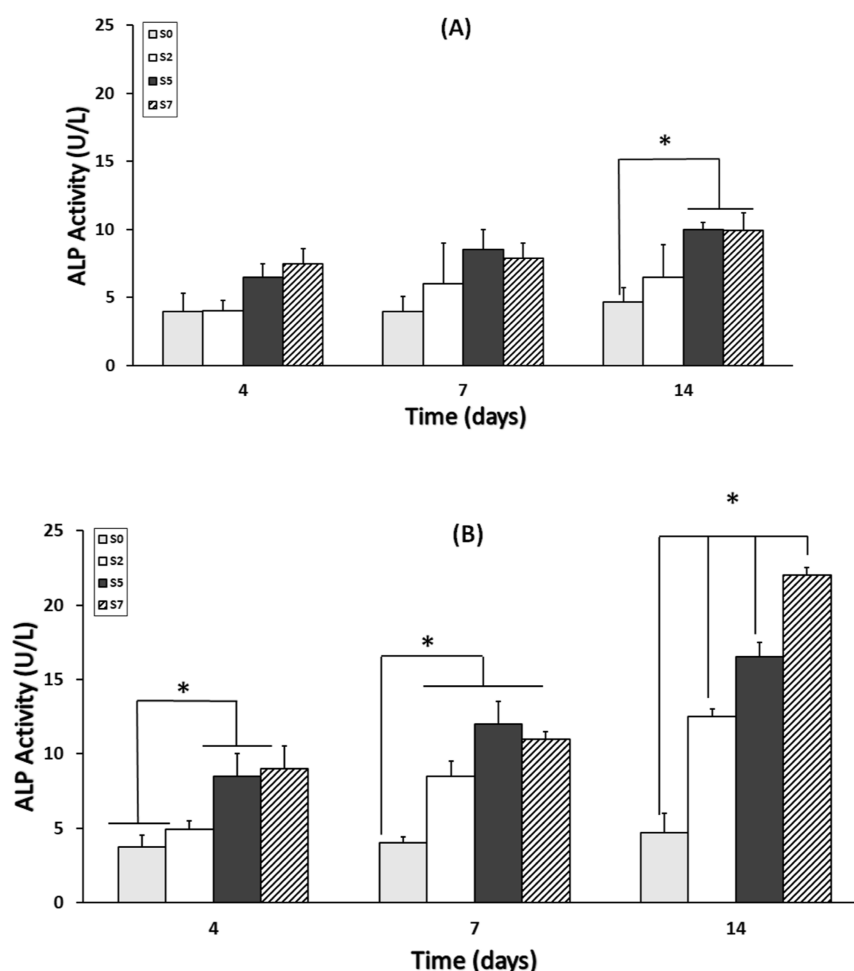 (A)
25
S0
S2
S5
S7
20
15
*
10
5
0
ALP Activity (U/L)
4 7 14
Time (days)
*
(B)
25
S0
S2
S5
S7
20
15
*
*
10
5
0
ALP Activity (U/L)
4 7 14
Time (days)